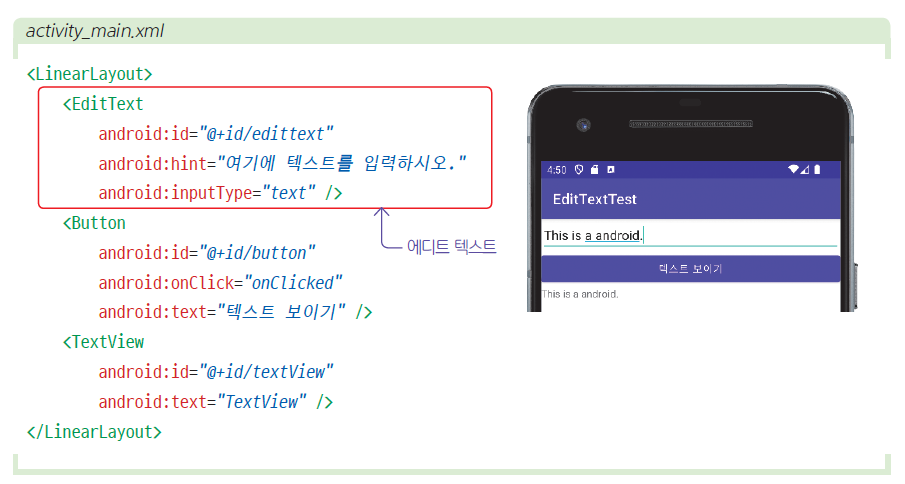 activity_main.xml
<LinearLayout>
<EditText
android:id="@+id/edittext"
android:hint="여기에 텍스트를 입력하시오."
android:inputType="text" />
<Button
android:id="@+id/button"
android:onClick="onClicked"
android:text="텍스트 보이기" />
<TextView
android:id="@+id/textView"
android:text="TextView" />
</LinearLayout>
에디트 텍스트
4:50
EditTextTest
This is a android.
텍스트 보이기
This is a android.